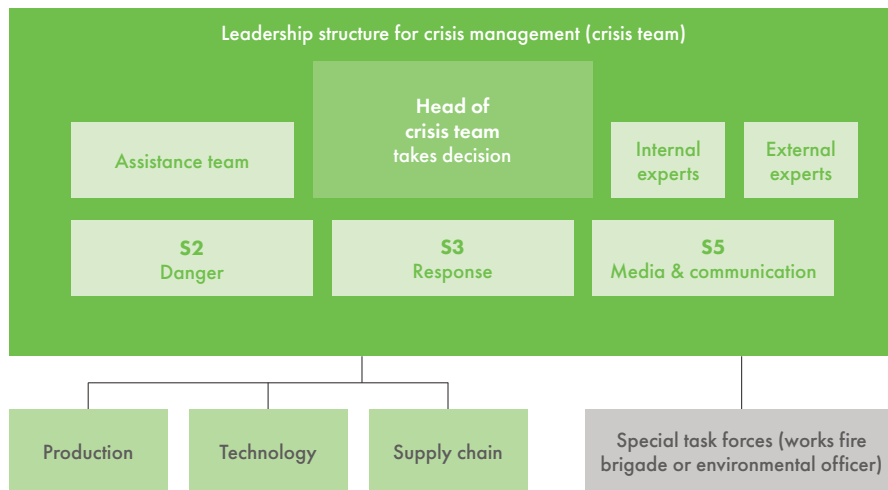 Leadership structure for crisis management (crisis team)
Head of
crisis team
takes decision
Assistance team
Internal
experts
External
experts
S2
Danger
S3
Response
S5
Media & communication
Production
Technology
Supply chain
Special task forces (works fire
brigade or environmental officer)